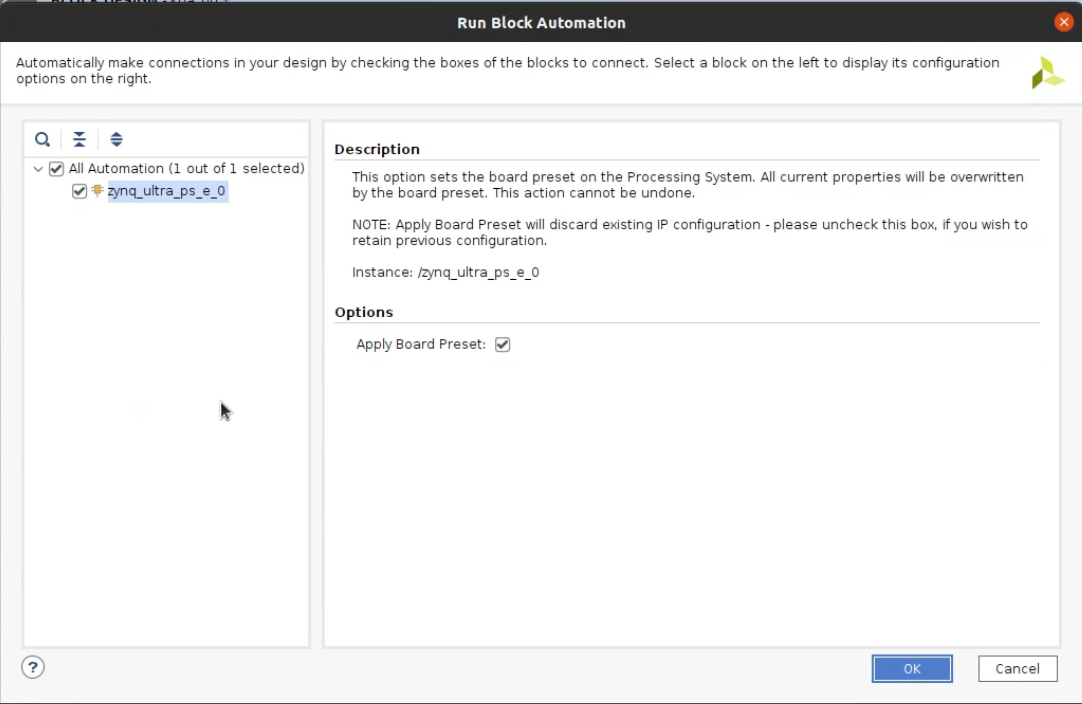 Run Block Automation
Automatically make connections in your design by checking the boxes of the blocks to connect. Select a block on the left to display its configuration
options on the right.
All Automation (1 out of 1 selected)
zynq_ultra_ps_e_0
Description
This option sets the board preset on the Processing System. All current properties will be overwritten
by the board preset. This action cannot be undone.
NOTE: Apply Board Preset will discard existing IP configuration - please uncheck this box, if you wish to
retain previous configuration.
Instance: /zynq_ultra_ps_e_0
Options
Apply Board Preset:
?
OK
Cancel